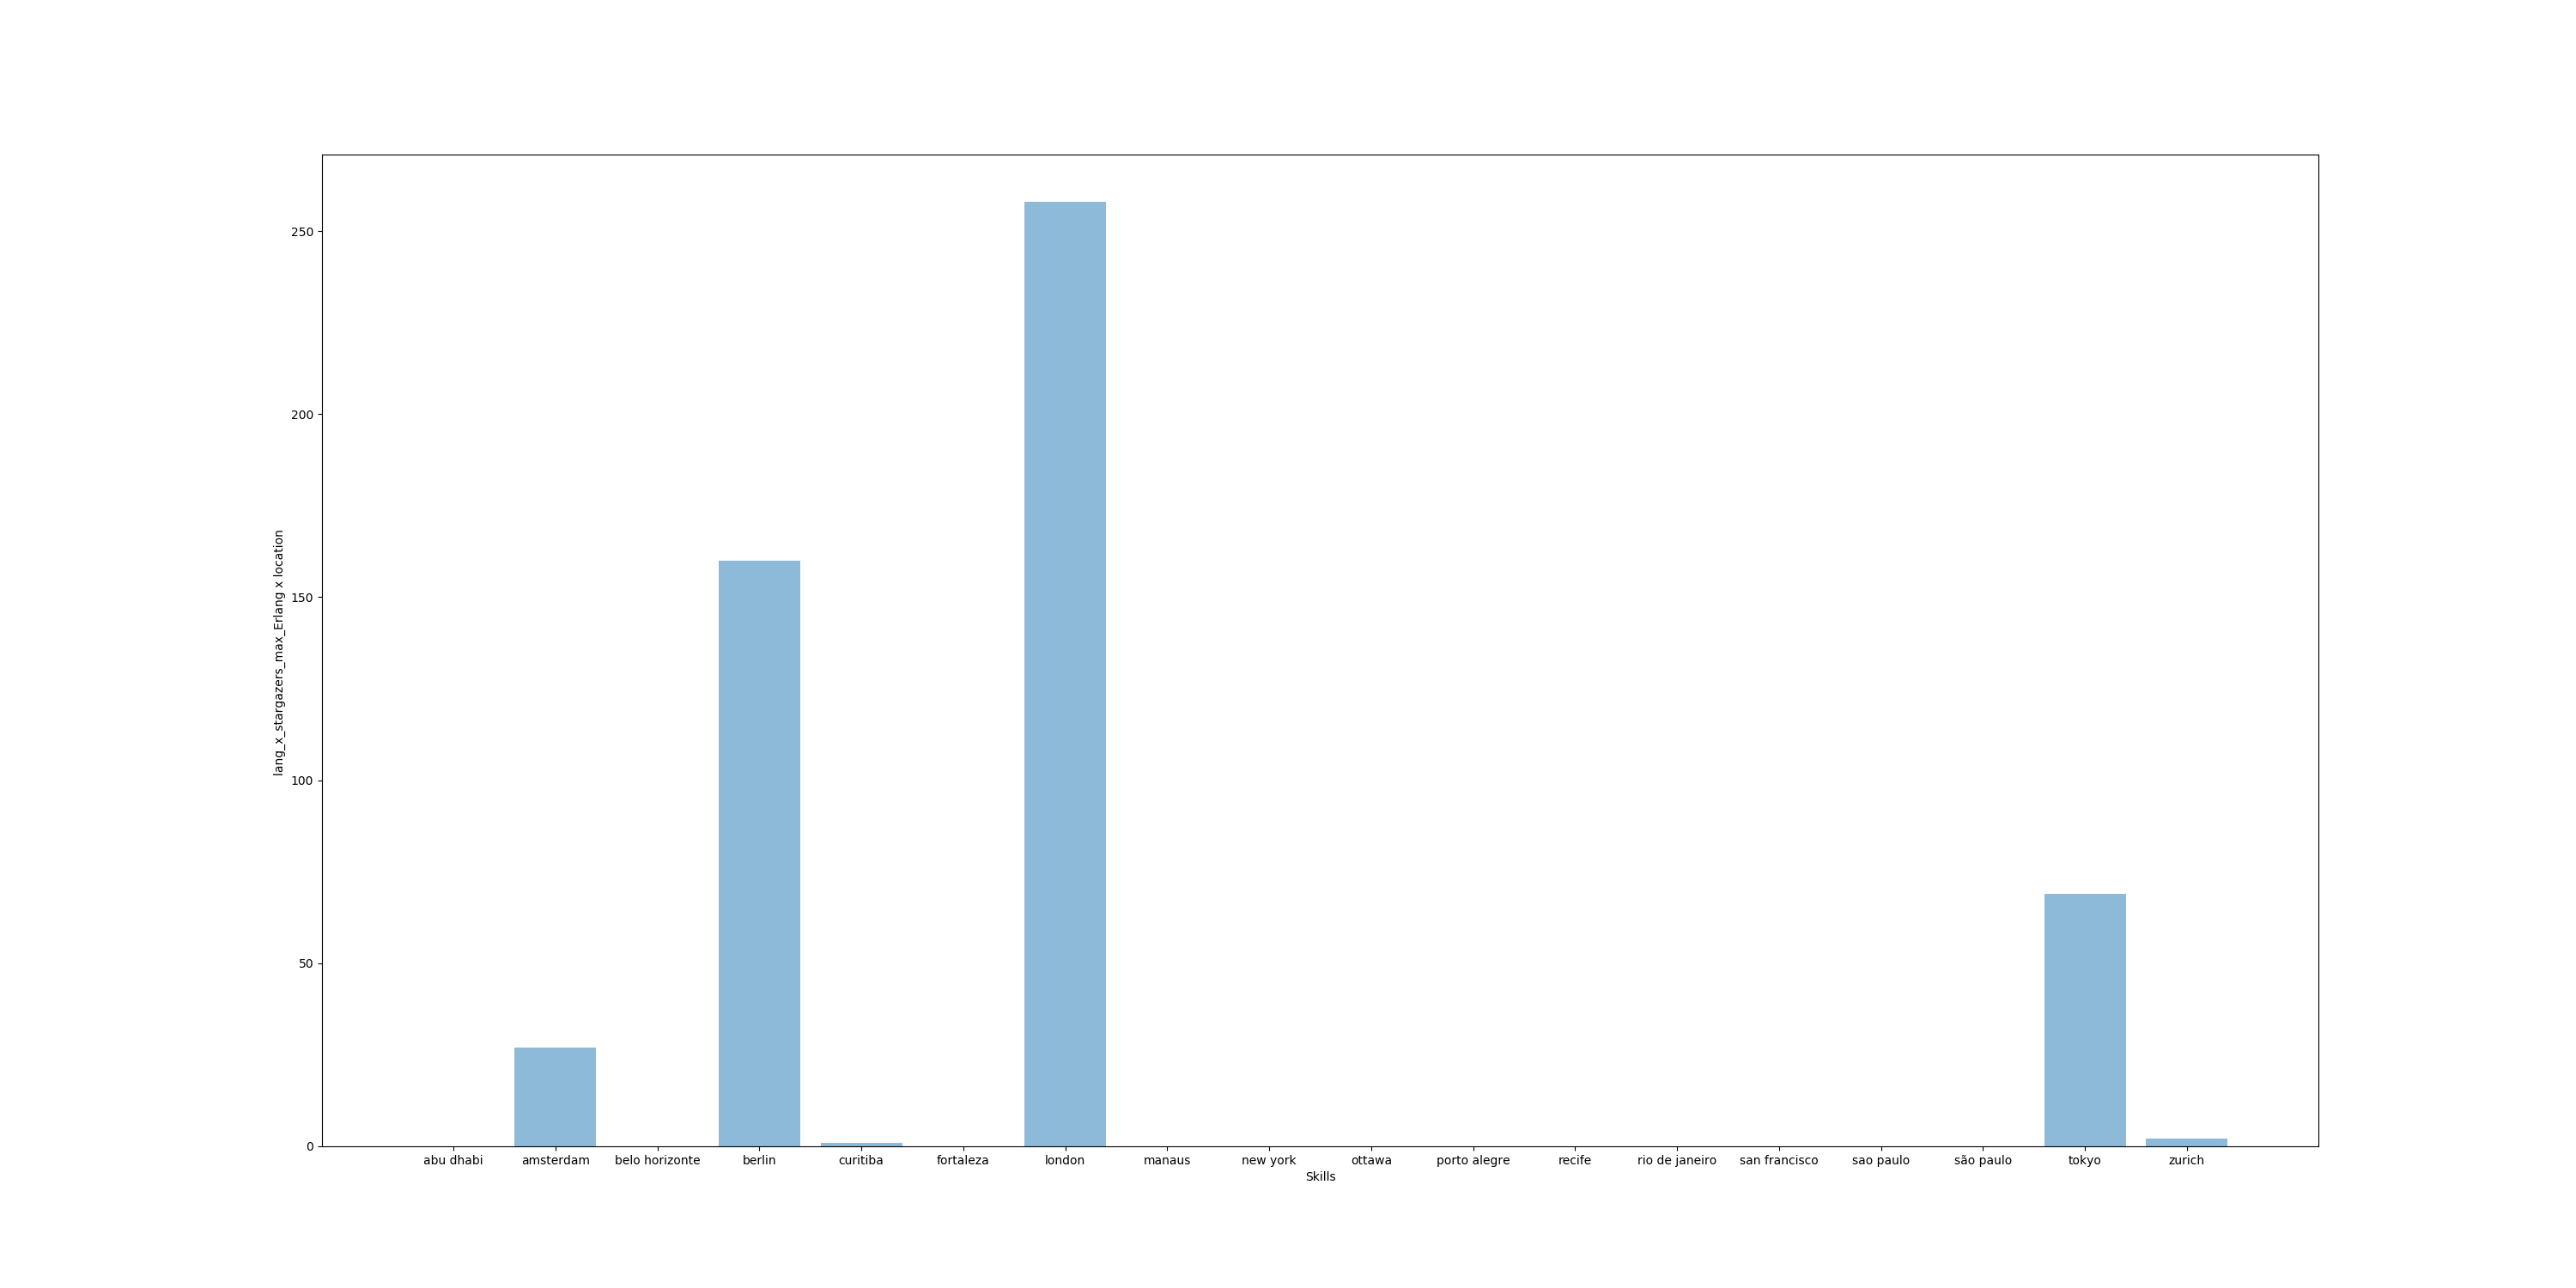 lang_x_stargazers_max_Erlang x location
250
200
150
100
50
0
abu dhabi amsterdam belo horizonte berlin curitiba fortaleza london manaus new york ottawa porto alegre recife rio de janeiro san francisco sao paulo são paulo tokyo zurich
Skills